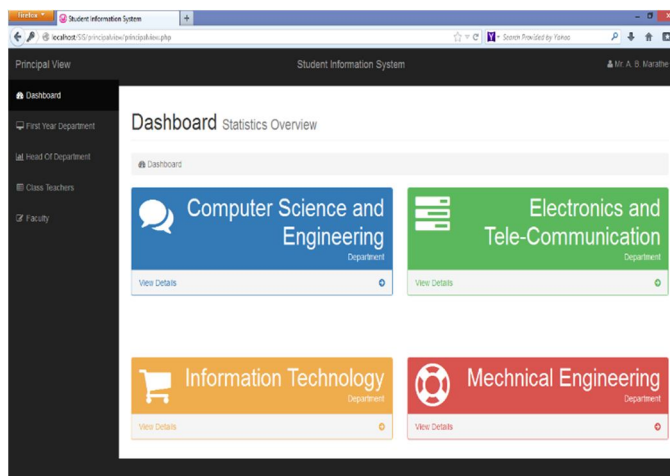 Firefox
Student Information System
+
localhost/SIS/principalview/principalview.php
Search Provided by Yahoo
Principal View
Student Information System
Mr. A. B. Marathe
Dashboard
First Year Department
Head Of Department
Class Teachers
Faculty
Dashboard Statistics Overview
Dashboard
Computer Science and
Engineering
Department
View Details
Electronics and
Tele-Communication
Department
View Details
Information Technology
Department
View Details
Mechnical Engineering
Department
View Details